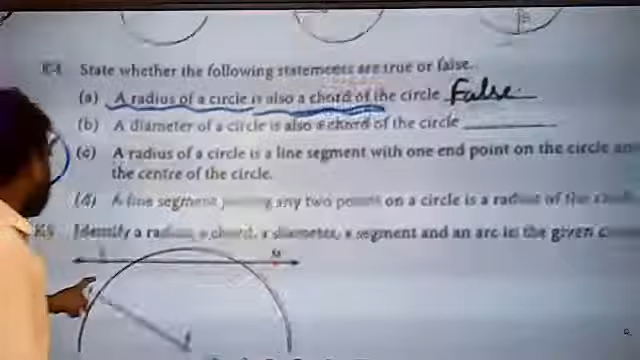 State whether the following statements are true or false.
(a) A radius of a circle is also a chord of the circle False.
(b) A diameter of a circle is also a chord of the circle
(c) A radius of a circle is a line segment with one end point on the circle
the centre of the circle.
(d) A line segment joining any two points on a circle is a radius of the
Identify a radius, a chord, a diameter, a segment and an arc in the given
M